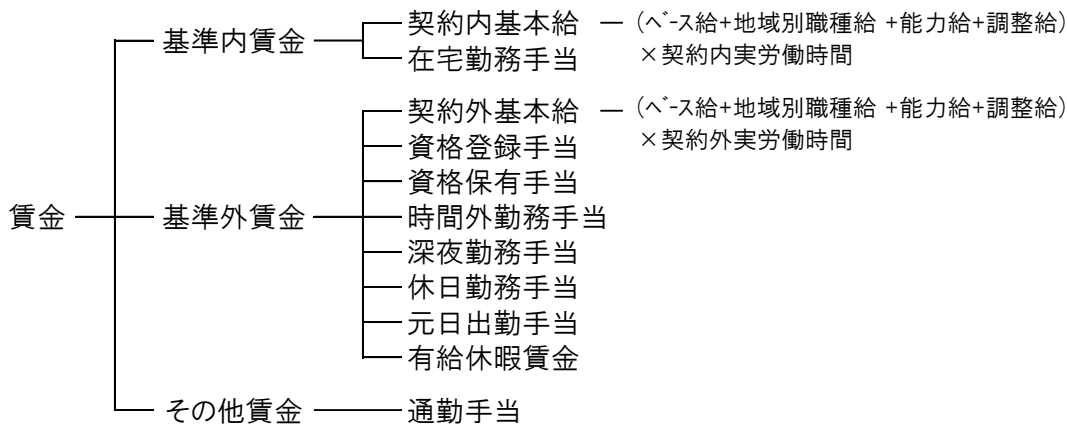 基準内賃金
契約内基本給 ― (ﾍﾞｰｽ給+地域別職種給 +能力給+調整給)
×契約内実労働時間
在宅勤務手当
契約外基本給 ― (ﾍﾞｰｽ給+地域別職種給 +能力給+調整給)
×契約外実労働時間
資格登録手当
資格保有手当
賃金
基準外賃金
時間外勤務手当
深夜勤務手当
休日勤務手当
元日出勤手当
有給休暇賃金
その他賃金
通勤手当